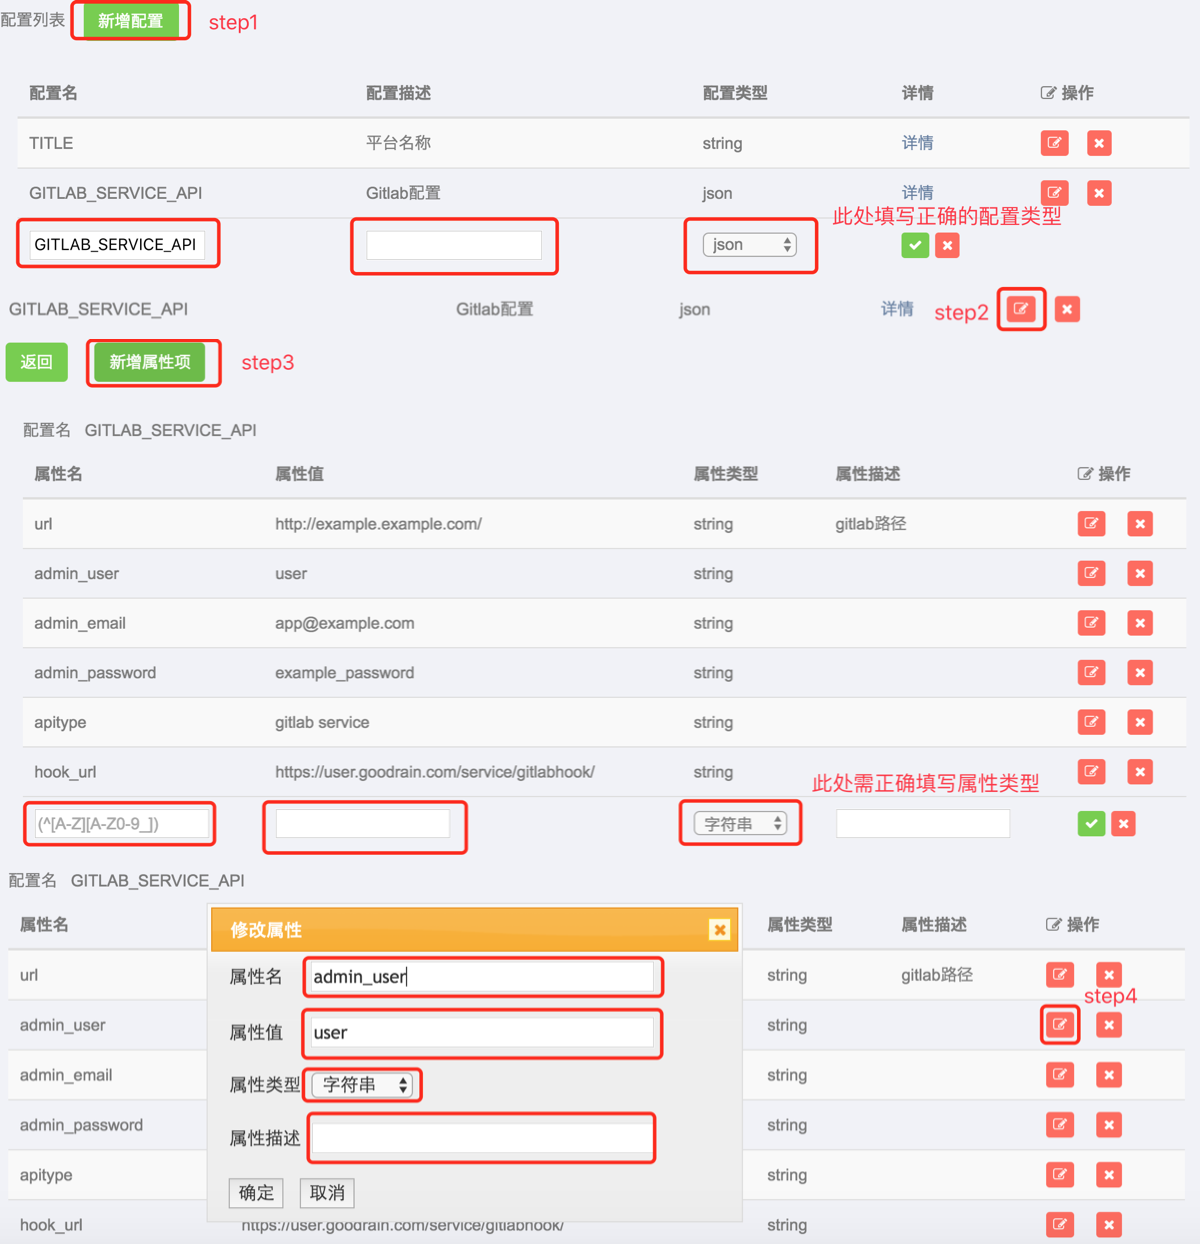 配置列表 新增配置 step1
配置名 配置描述 配置类型 详情 操作
TITLE 平台名称 string 详情
GITLAB_SERVICE_API Gitlab配置 json 详情
此处填写正确的配置类型
GITLAB_SERVICE_API json
GITLAB_SERVICE_API Gitlab配置 json 详情 step2
返回 新增属性项 step3
配置名 GITLAB_SERVICE_API
属性名 属性值 属性类型 属性描述 操作
url http://example.example.com/ string gitlab路径
admin_user user string
admin_email app@example.com string
admin_password example_password string
apitype gitlab service string
hook_url https://user.goodrain.com/service/gitlabhook/ string
此处需正确填写属性类型
(^[A-Z][A-Z0-9_]) 字符串
配置名 GITLAB_SERVICE_API
属性名 属性类型 属性描述 操作
修改属性
url string gitlab路径
属性名 admin_user
step4
admin_user string
属性值 user
admin_email string
属性类型 字符串
admin_password string
属性描述
apitype string
确定 取消
hook_url https://user.goodrain.com/service/gitlabhook/ string